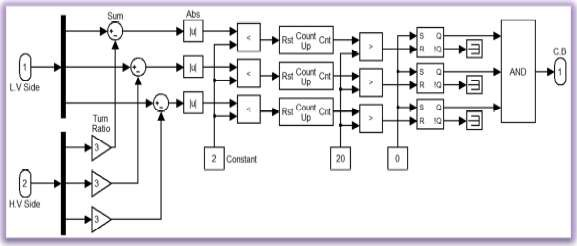 Sum
Abs
1
L.V Side
|u|
<
Rst Count Up Cnt
>
S Q
R !Q
|u|
<
Rst Count Up Cnt
>
S Q
R !Q
AND
C.B
1
|u|
<
Rst Count Up Cnt
>
S Q
R !Q
Turn
Ratio
3
3
3
2
H.V Side
2
Constant
20
0